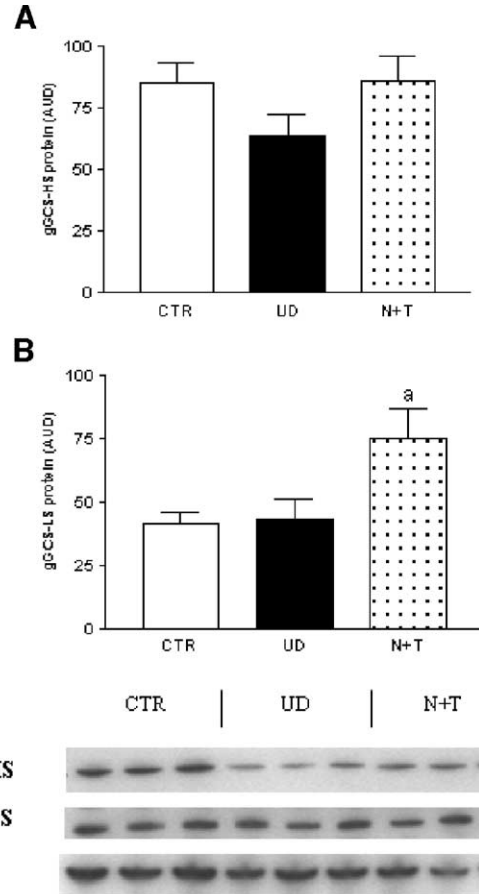 A
gGCS-HS protein (AUD)
100
75
50
25
0
CTR UD N+T
B
gGCS-LS protein (AUD)
100
75
50
25
0
a
CTR UD N+T
CTR UD N+T
S